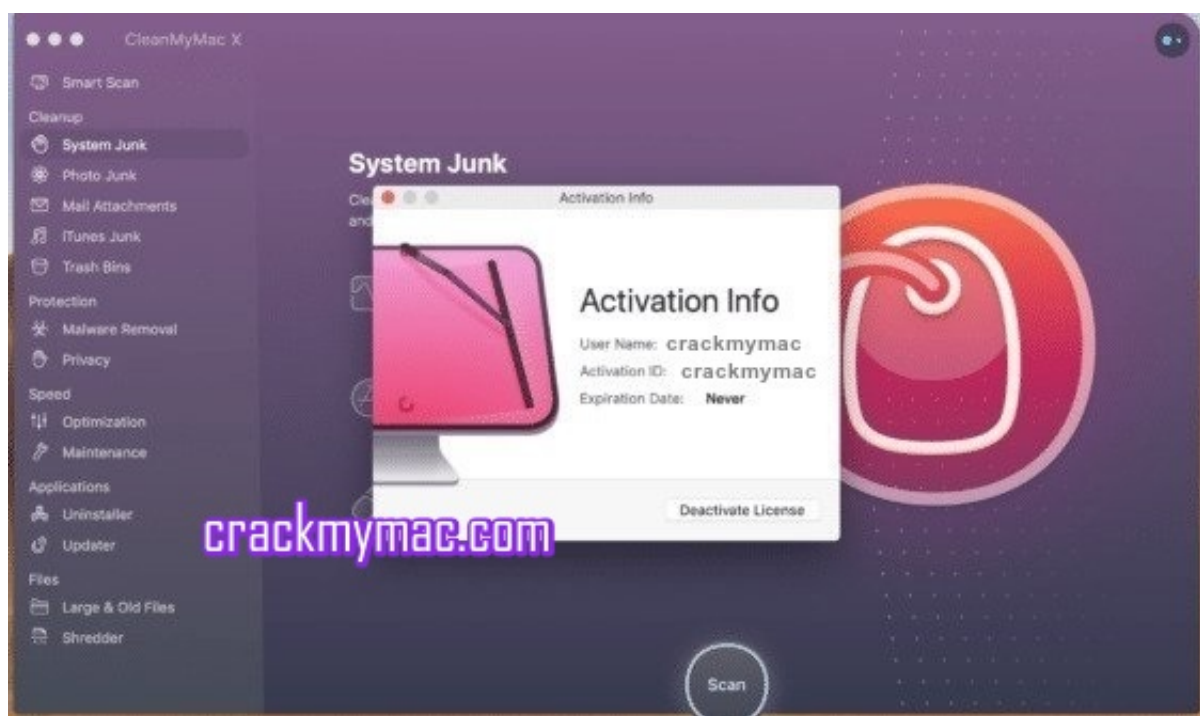 CleanMyMac X
Smart Scan
Cleanup
System Junk
Photo Junk
Mail Attachments
iTunes Junk
Trash Bins
Protection
Malware Removal
Privacy
Speed
Optimization
Maintenance
Applications
Uninstaller
Updater
Files
Large & Old Files
Shredder
System Junk
Cle
and
Activation Info
Activation Info
User Name: crackmymac
Activation ID: crackmymac
Expiration Date: Never
Deactivate License
crackmymac.com
Scan